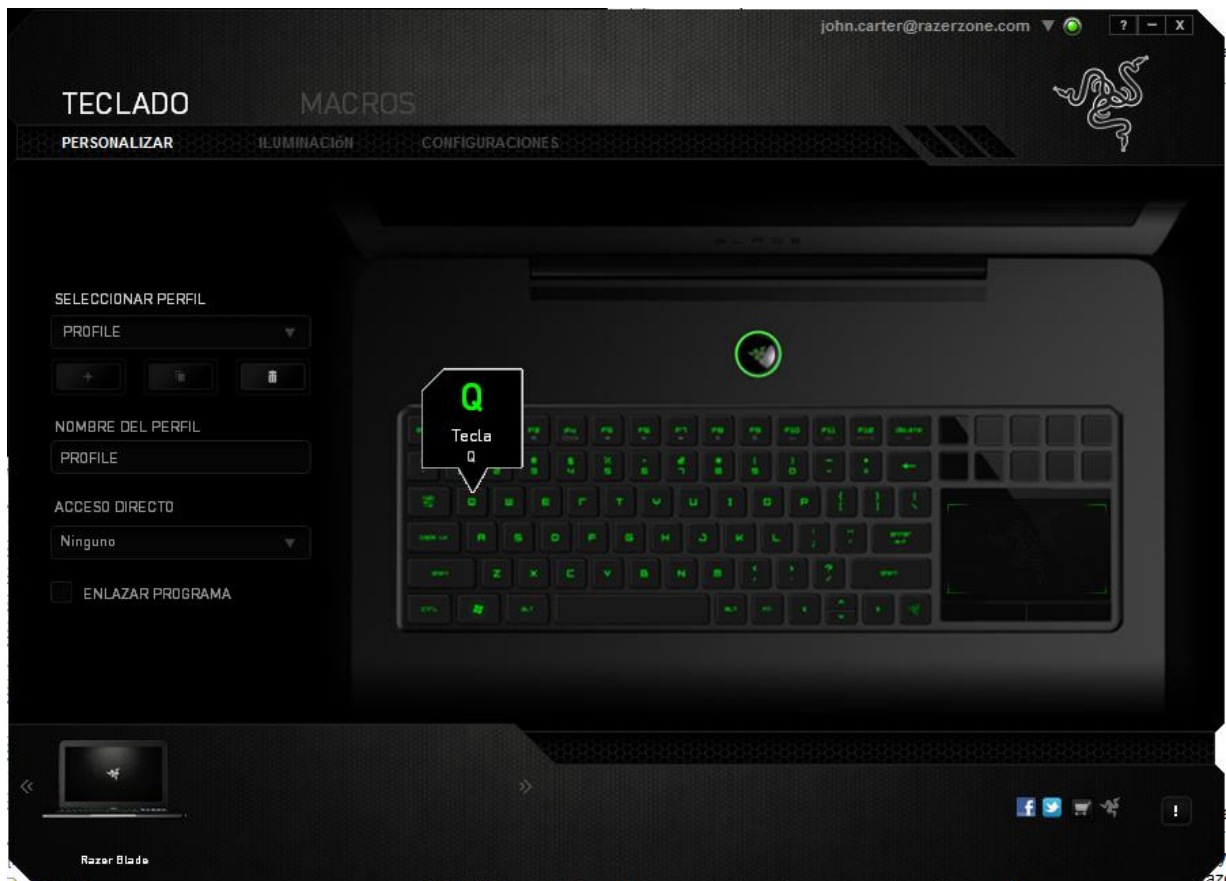 john.carter@razerzone.com
? – X
TECLADO MACROS
PERSONALIZAR ILUMINACIóN CONFIGURACIONES
BLADE
SELECCIONAR PERFIL
PROFILE
NOMBRE DEL PERFIL
PROFILE
ACCESO DIRECTO
Ninguno
ENLAZAR PROGRAMA
Q
Tecla
Q
Q W E R T Y U I O P
A S D F G H J K L
Z X C V B N M
Razer Blade
!